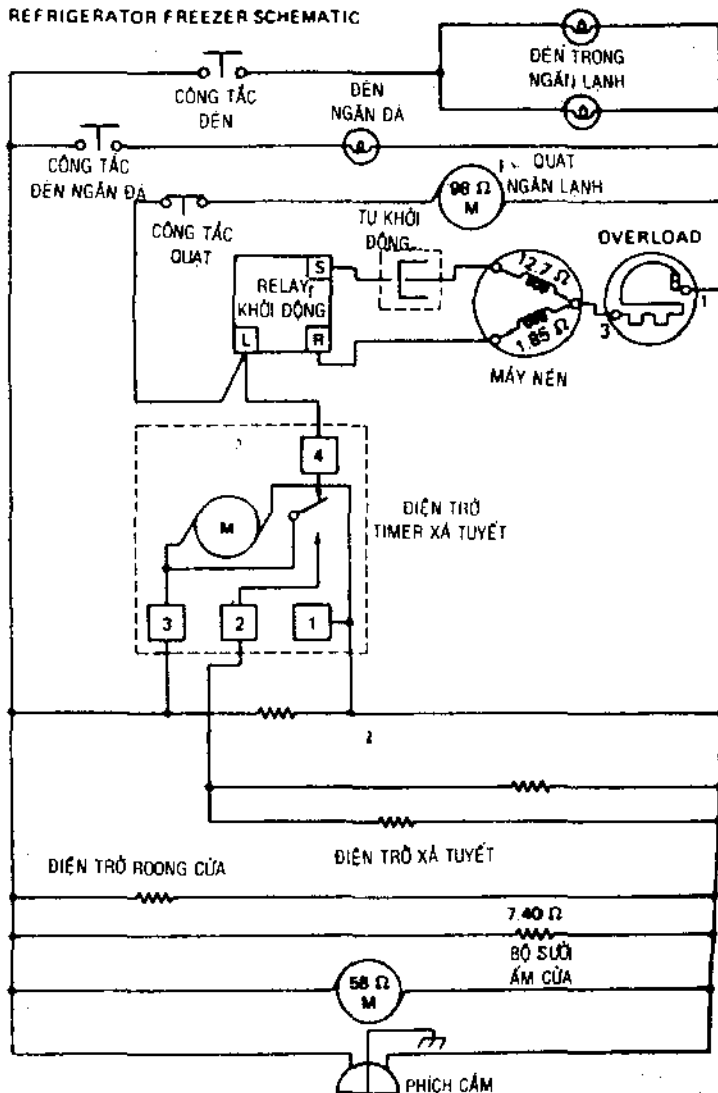 REFRIGERATOR FREEZER SCHEMATIC
ĐÈN TRONG
NGĂN LẠNH
CÔNG TẮC
ĐÈN
ĐÈN
NGĂN ĐÁ
CÔNG TẮC
ĐÈN NGĂN ĐÁ
QUẠT
NGĂN LẠNH
98 Ω
M
CÔNG TẮC
QUẠT
TỤ KHỞI
ĐỘNG
OVERLOAD
S
RELAY
KHỞI ĐỘNG
L
R
12.7 Ω
1.85 Ω
3
1
MÁY NÉN
4
M
ĐIỆN TRỞ
TIMER XẢ TUYẾT
3
2
1
2
ĐIỆN TRỞ XẢ TUYẾT
ĐIỆN TRỞ ROONG CỬA
7.40 Ω
BỘ SƯỞI
ẤM CỬA
58 Ω
M
PHÍCH CẮM